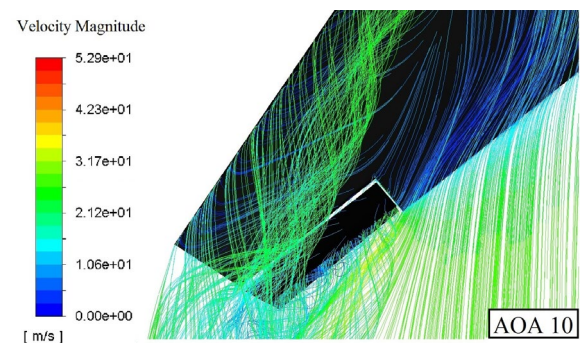 Velocity Magnitude
5.29e+01
4.23e+01
3.17e+01
2.12e+01
1.06e+01
0.00e+00
[ m/s ]
AOA 10